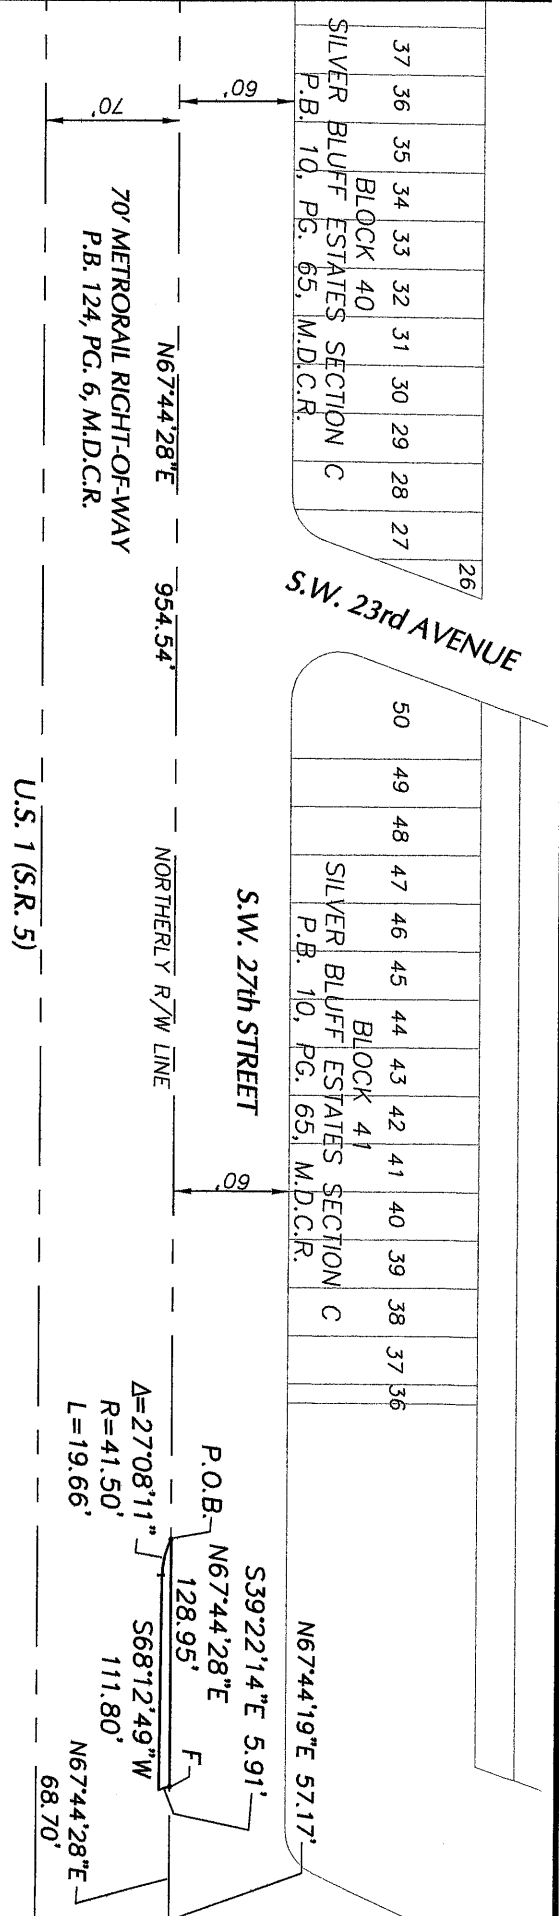 37
36
35
34
33
32
31
30
29
28
27
26
BLOCK 40
SILVER BLUFF ESTATES SECTION C
P.B. 10, PG. 65, M.D.C.R.
60'
70'
N67°44'28"E 954.54'
70' METRORAIL RIGHT-OF-WAY
P.B. 124, PG. 6, M.D.C.R.
S.W. 23rd AVENUE
50
49
48
47
46
45
44
43
42
41
40
39
38
37
36
BLOCK 41
SILVER BLUFF ESTATES SECTION C
P.B. 10, PG. 65, M.D.C.R.
S.W. 27th STREET
60'
NORTHERLY R/W LINE
U.S. 1 (S.R. 5)
N67°44'19"E 57.17'
S39°22'14"E 5.91'
N67°44'28"E
128.95'
P.O.B.
F
Δ=27°08'11"
R=41.50'
L=19.66'
S68°12'49"W
111.80'
N67°44'28"E
68.70'